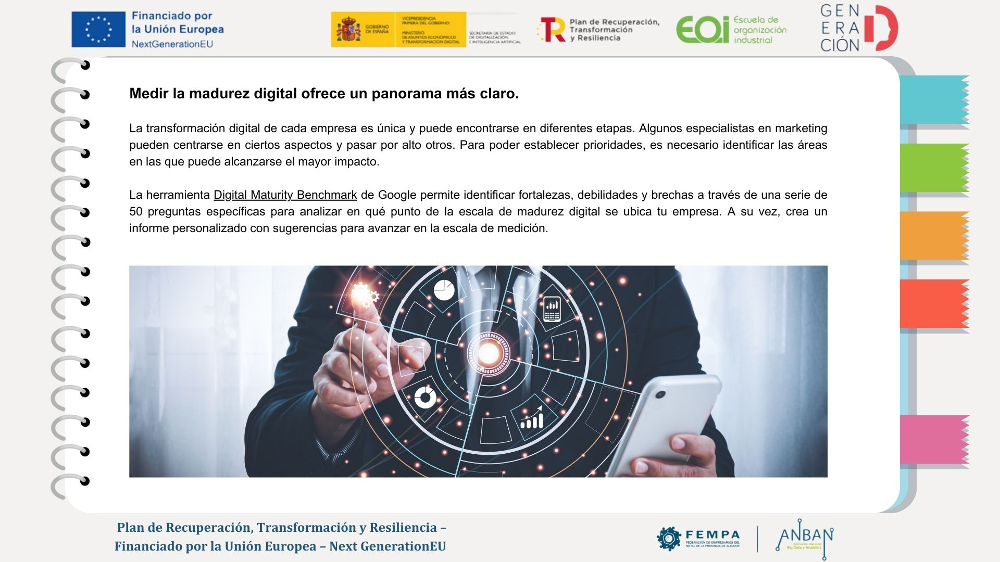 Financiado por
la Unión Europea
NextGenerationEU
GOBIERNO
DE ESPAÑA
VICEPRESIDENCIA
PRIMERA DEL GOBIERNO
MINISTERIO
DE ASUNTOS ECONÓMICOS
Y TRANSFORMACIÓN DIGITAL
SECRETARÍA DE ESTADO
DE DIGITALIZACIÓN
E INTELIGENCIA ARTIFICIAL
Plan de Recuperación,
Transformación
y Resiliencia
EOI
Escuela de
organización
industrial
GEN
ERA
CIÓN
D
Medir la madurez digital ofrece un panorama más claro.
La transformación digital de cada empresa es única y puede encontrarse en diferentes etapas. Algunos especialistas en marketing
pueden centrarse en ciertos aspectos y pasar por alto otros. Para poder establecer prioridades, es necesario identificar las áreas
en las que puede alcanzarse el mayor impacto.
La herramienta Digital Maturity Benchmark de Google permite identificar fortalezas, debilidades y brechas a través de una serie de
50 preguntas específicas para analizar en qué punto de la escala de madurez digital se ubica tu empresa. A su vez, crea un
informe personalizado con sugerencias para avanzar en la escala de medición.
Plan de Recuperación, Transformación y Resiliencia –
Financiado por la Unión Europea – Next GenerationEU
FEMPA
FEDERACIÓN DE EMPRESARIOS DEL
METAL DE LA PROVINCIA DE ALICANTE
ANBAN
Asociación Nacional
Big Data y Analytics